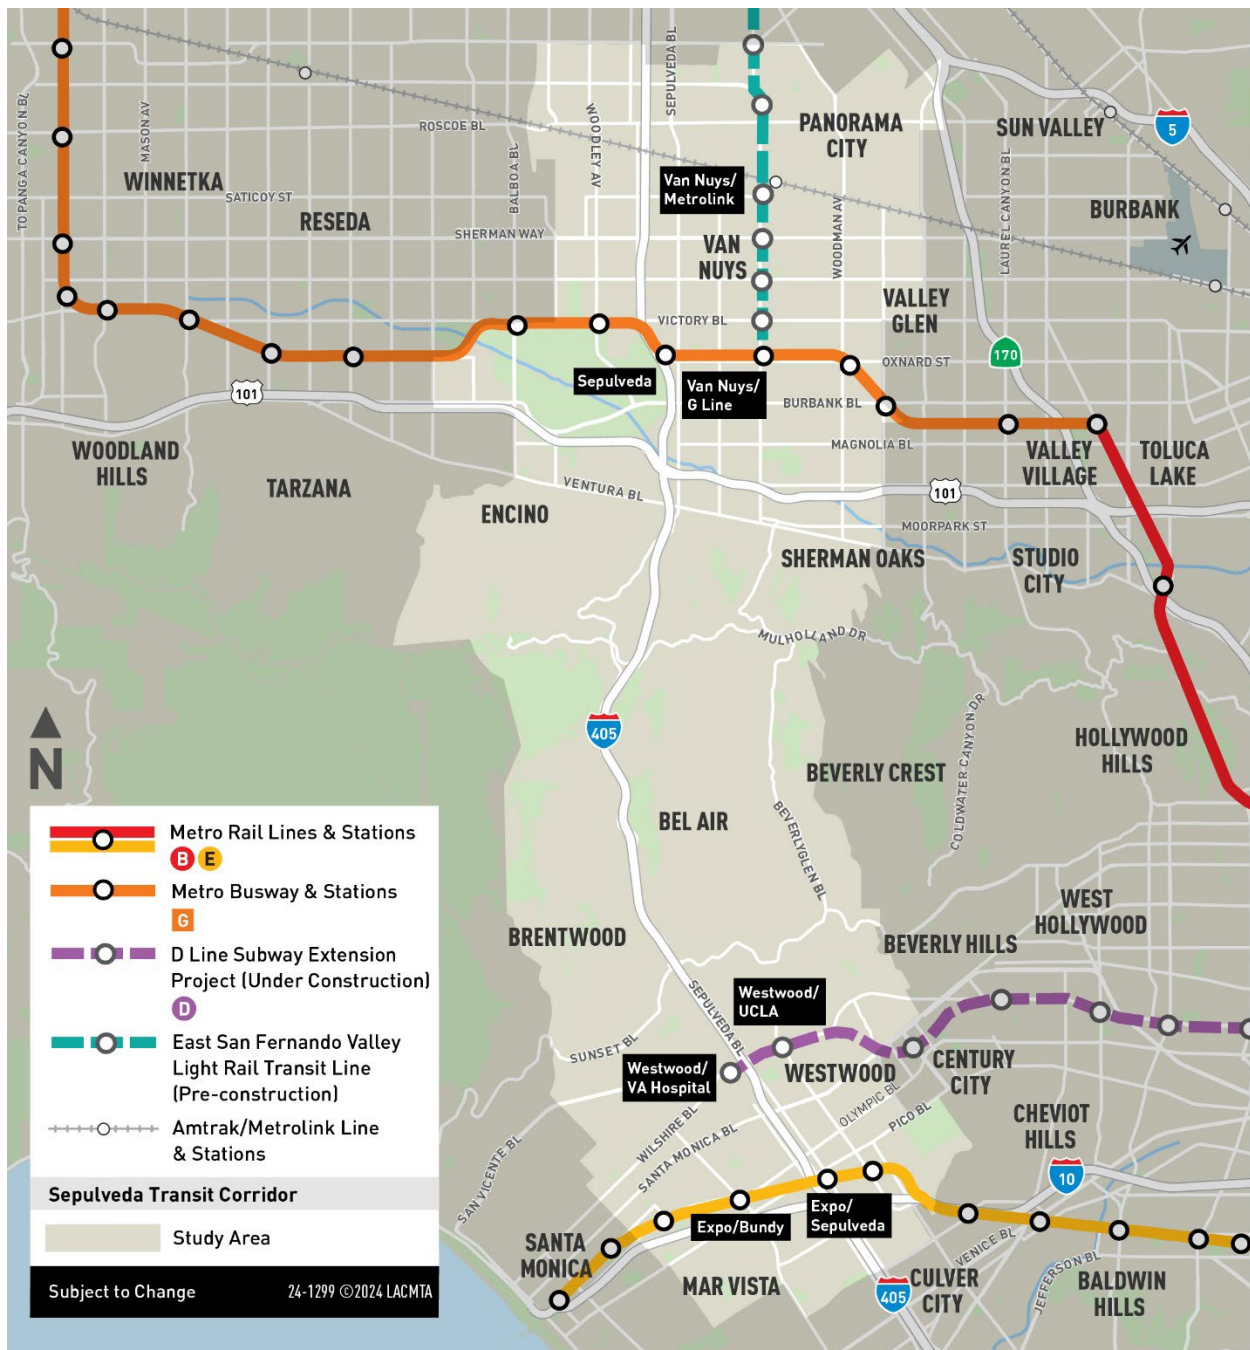 SEPULVEDA BL
TO PANGA CANYON BL
MASON AV
WINNETKA
SATICOY ST
RESEDA
ROSCOE BL
SHERMAN WAY
BALBOA BL
WOODLEY AV
PANORAMA
CITY
Van Nuys/
Metrolink
VAN
NUYS
WOODMAN AV
SUN VALLEY
5
LAUREL CANYON BL
BURBANK
VALLEY
GLEN
VICTORY BL
OXNARD ST
170
Sepulveda
Van Nuys/
G Line
BURBANK BL
MAGNOLIA BL
101
WOODLAND
HILLS
TARZANA
ENCINO
VENTURA BL
VALLEY
VILLAGE
TOLUCA
LAKE
101
MOORPARK ST
SHERMAN OAKS
STUDIO
CITY
MULHOLLAND DR
405
N
BEVERLY CREST
COLDWATER CANYON DR
HOLLYWOOD
HILLS
BEL AIR
BEVERLYGLEN BL
BRENTWOOD
WEST
HOLLYWOOD
BEVERLY HILLS
SEPULVEDA BL
Westwood/
UCLA
SUNSET BL
Westwood/
VA Hospital
WESTWOOD
CENTURY
CITY
OLYMPIC BL
PICO BL
CHEVIOT
HILLS
WILSHIRE BL
SANTA MONICA BL
SAN VICENTE BL
10
Expo/Bundy
Expo/
Sepulveda
SANTA
MONICA
MAR VISTA
VENICE BL
JEFFERSON BL
405
CULVER
CITY
BALDWIN
HILLS
Metro Rail Lines & Stations
B E
Metro Busway & Stations
G
D Line Subway Extension
Project (Under Construction)
D
East San Fernando Valley
Light Rail Transit Line
(Pre-construction)
Amtrak/Metrolink Line
& Stations
Sepulveda Transit Corridor
Study Area
Subject to Change 24-1299 ©2024 LACMTA